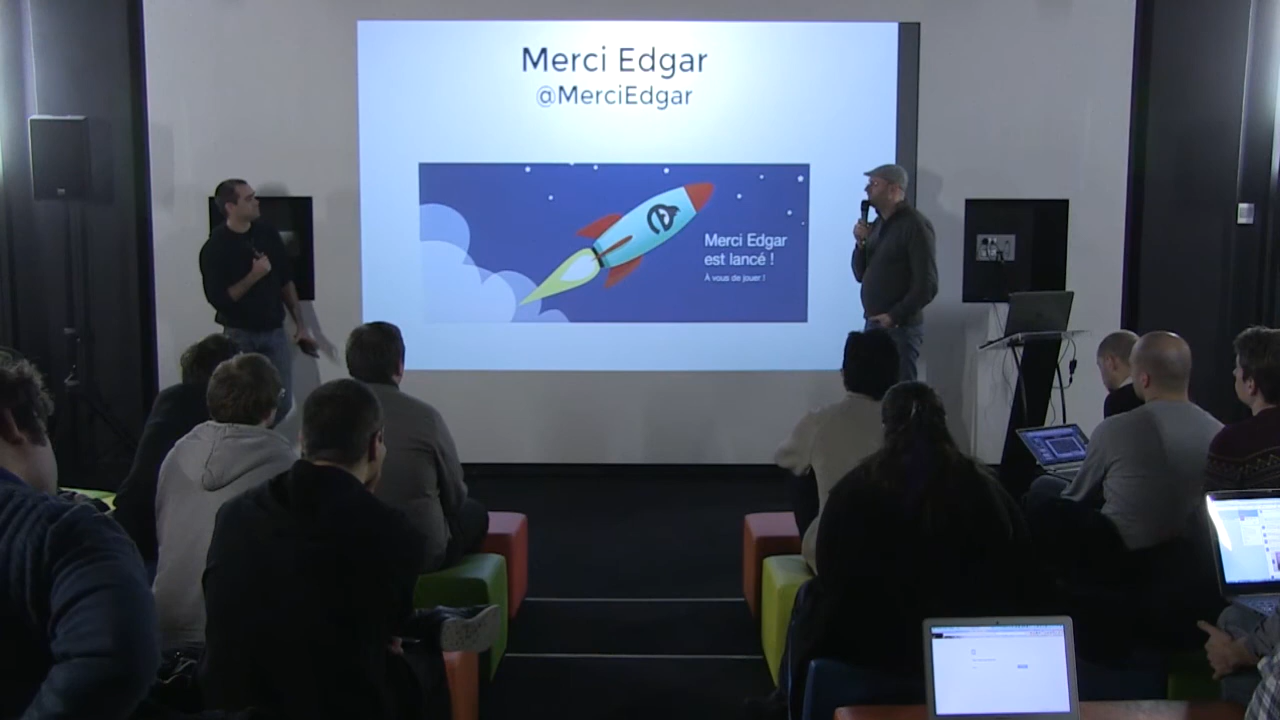 Merci Edgar
@MerciEdgar
Merci Edgar
est lancé !
À vous de jouer !